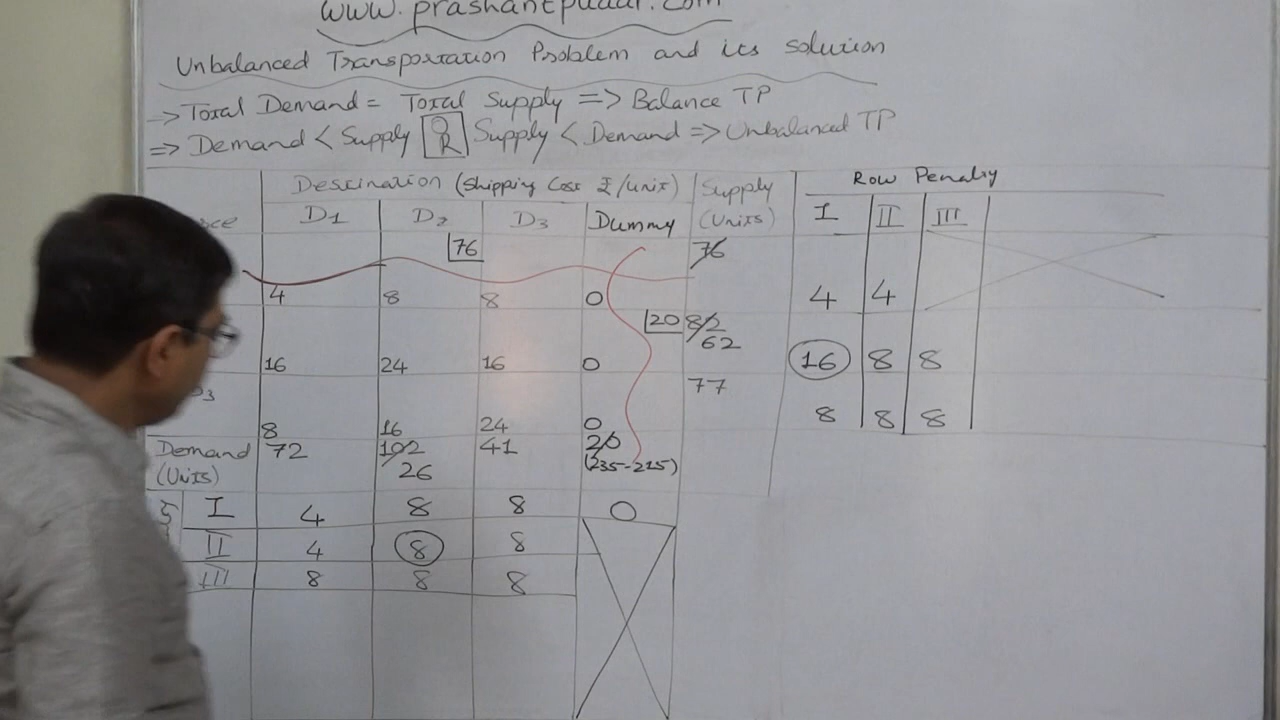 www.prashantpuaar.com
Unbalanced Transportation Problem and its solution
-> Total Demand = Total Supply => Balance TP
=> Demand < Supply OR Supply < Demand => Unbalanced TP
Destination (Shipping Cost ₹/unit) Supply (Units) Row Penalty
D1 D2 D3 Dummy I II III
76 76
4 8 8 0 4 4
20 82 62
16 24 16 0 16 8 8
77
8 16 24 0 8 8 8
Demand (Units) 72 102 26 41 20 (235-215)
I 4 8 8 0
II 4 8 8
III 8 8 8